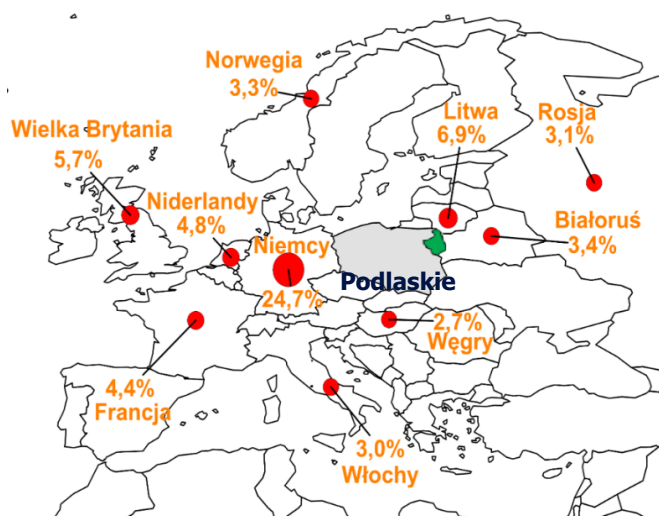 Norwegia
3,3%
Litwa
6,9%
Rosja
3,1%
Wielka Brytania
5,7%
Niderlandy
4,8%
Niemcy
24,7%
Białoruś
3,4%
Podlaskie
2,7%
Węgry
4,4%
Francja
3,0%
Włochy